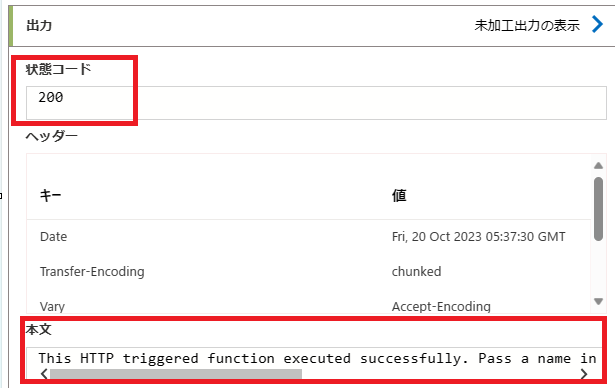 出力 未加工出力の表示
状態コード
200
ヘッダー
キー 値
Date Fri, 20 Oct 2023 05:37:30 GMT
Transfer-Encoding chunked
Vary Accept-Encoding
本文
This HTTP triggered function executed successfully. Pass a name in